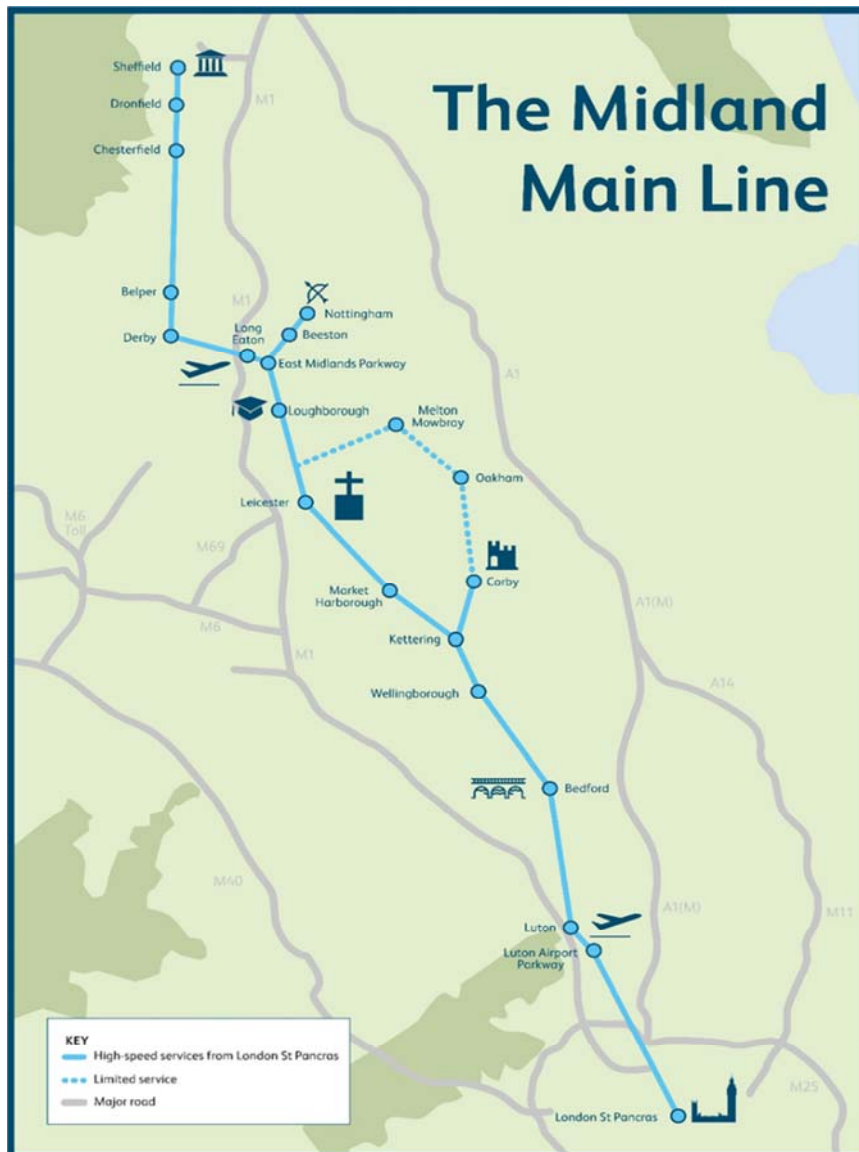 The Midland
Main Line
Sheffield
Dronfield
Chesterfield
M1
Belper
Derby
M1
Long
Eaton
Nottingham
Beeston
East Midlands Parkway
A1
Loughborough
Melton
Mowbray
Oakham
Leicester
M6
Toll
M69
Corby
Market
Harborough
A1(M)
M6
Kettering
M1
A14
Wellingborough
Bedford
M40
A1(M)
M11
Luton
Luton Airport
Parkway
KEY
High-speed services from London St Pancras
Limited service
Major road
M25
London St Pancras